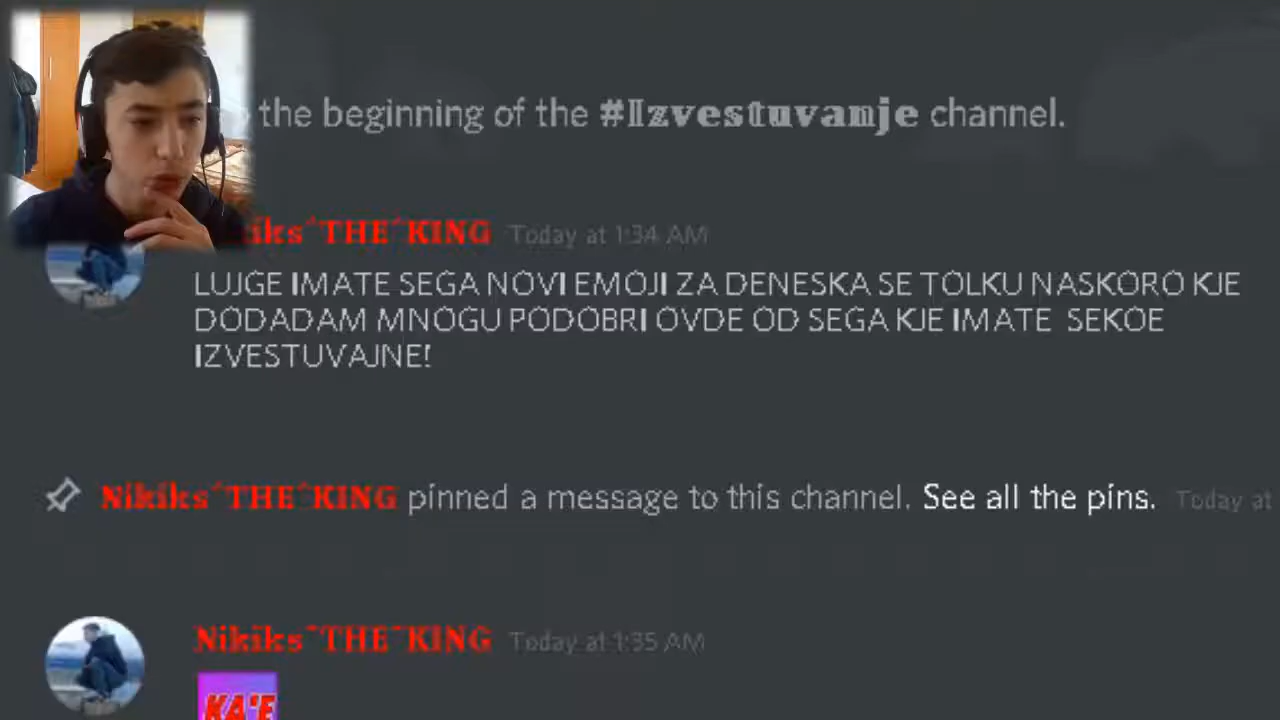 the beginning of the #Izvestuvanje channel.
iks^THE^KING Today at 1:34 AM
LUJGE IMATE SEGA NOVI EMOJI ZA DENESKA SE TOLKU NASKORO KJE
DODADAM MNOGU PODOBRI OVDE OD SEGA KJE IMATE SEKOE
IZVESTUVAJNE!
Nikiks^THE^KING pinned a message to this channel. See all the pins. Today at
Nikiks^THE^KING Today at 1:35 AM
KA'E